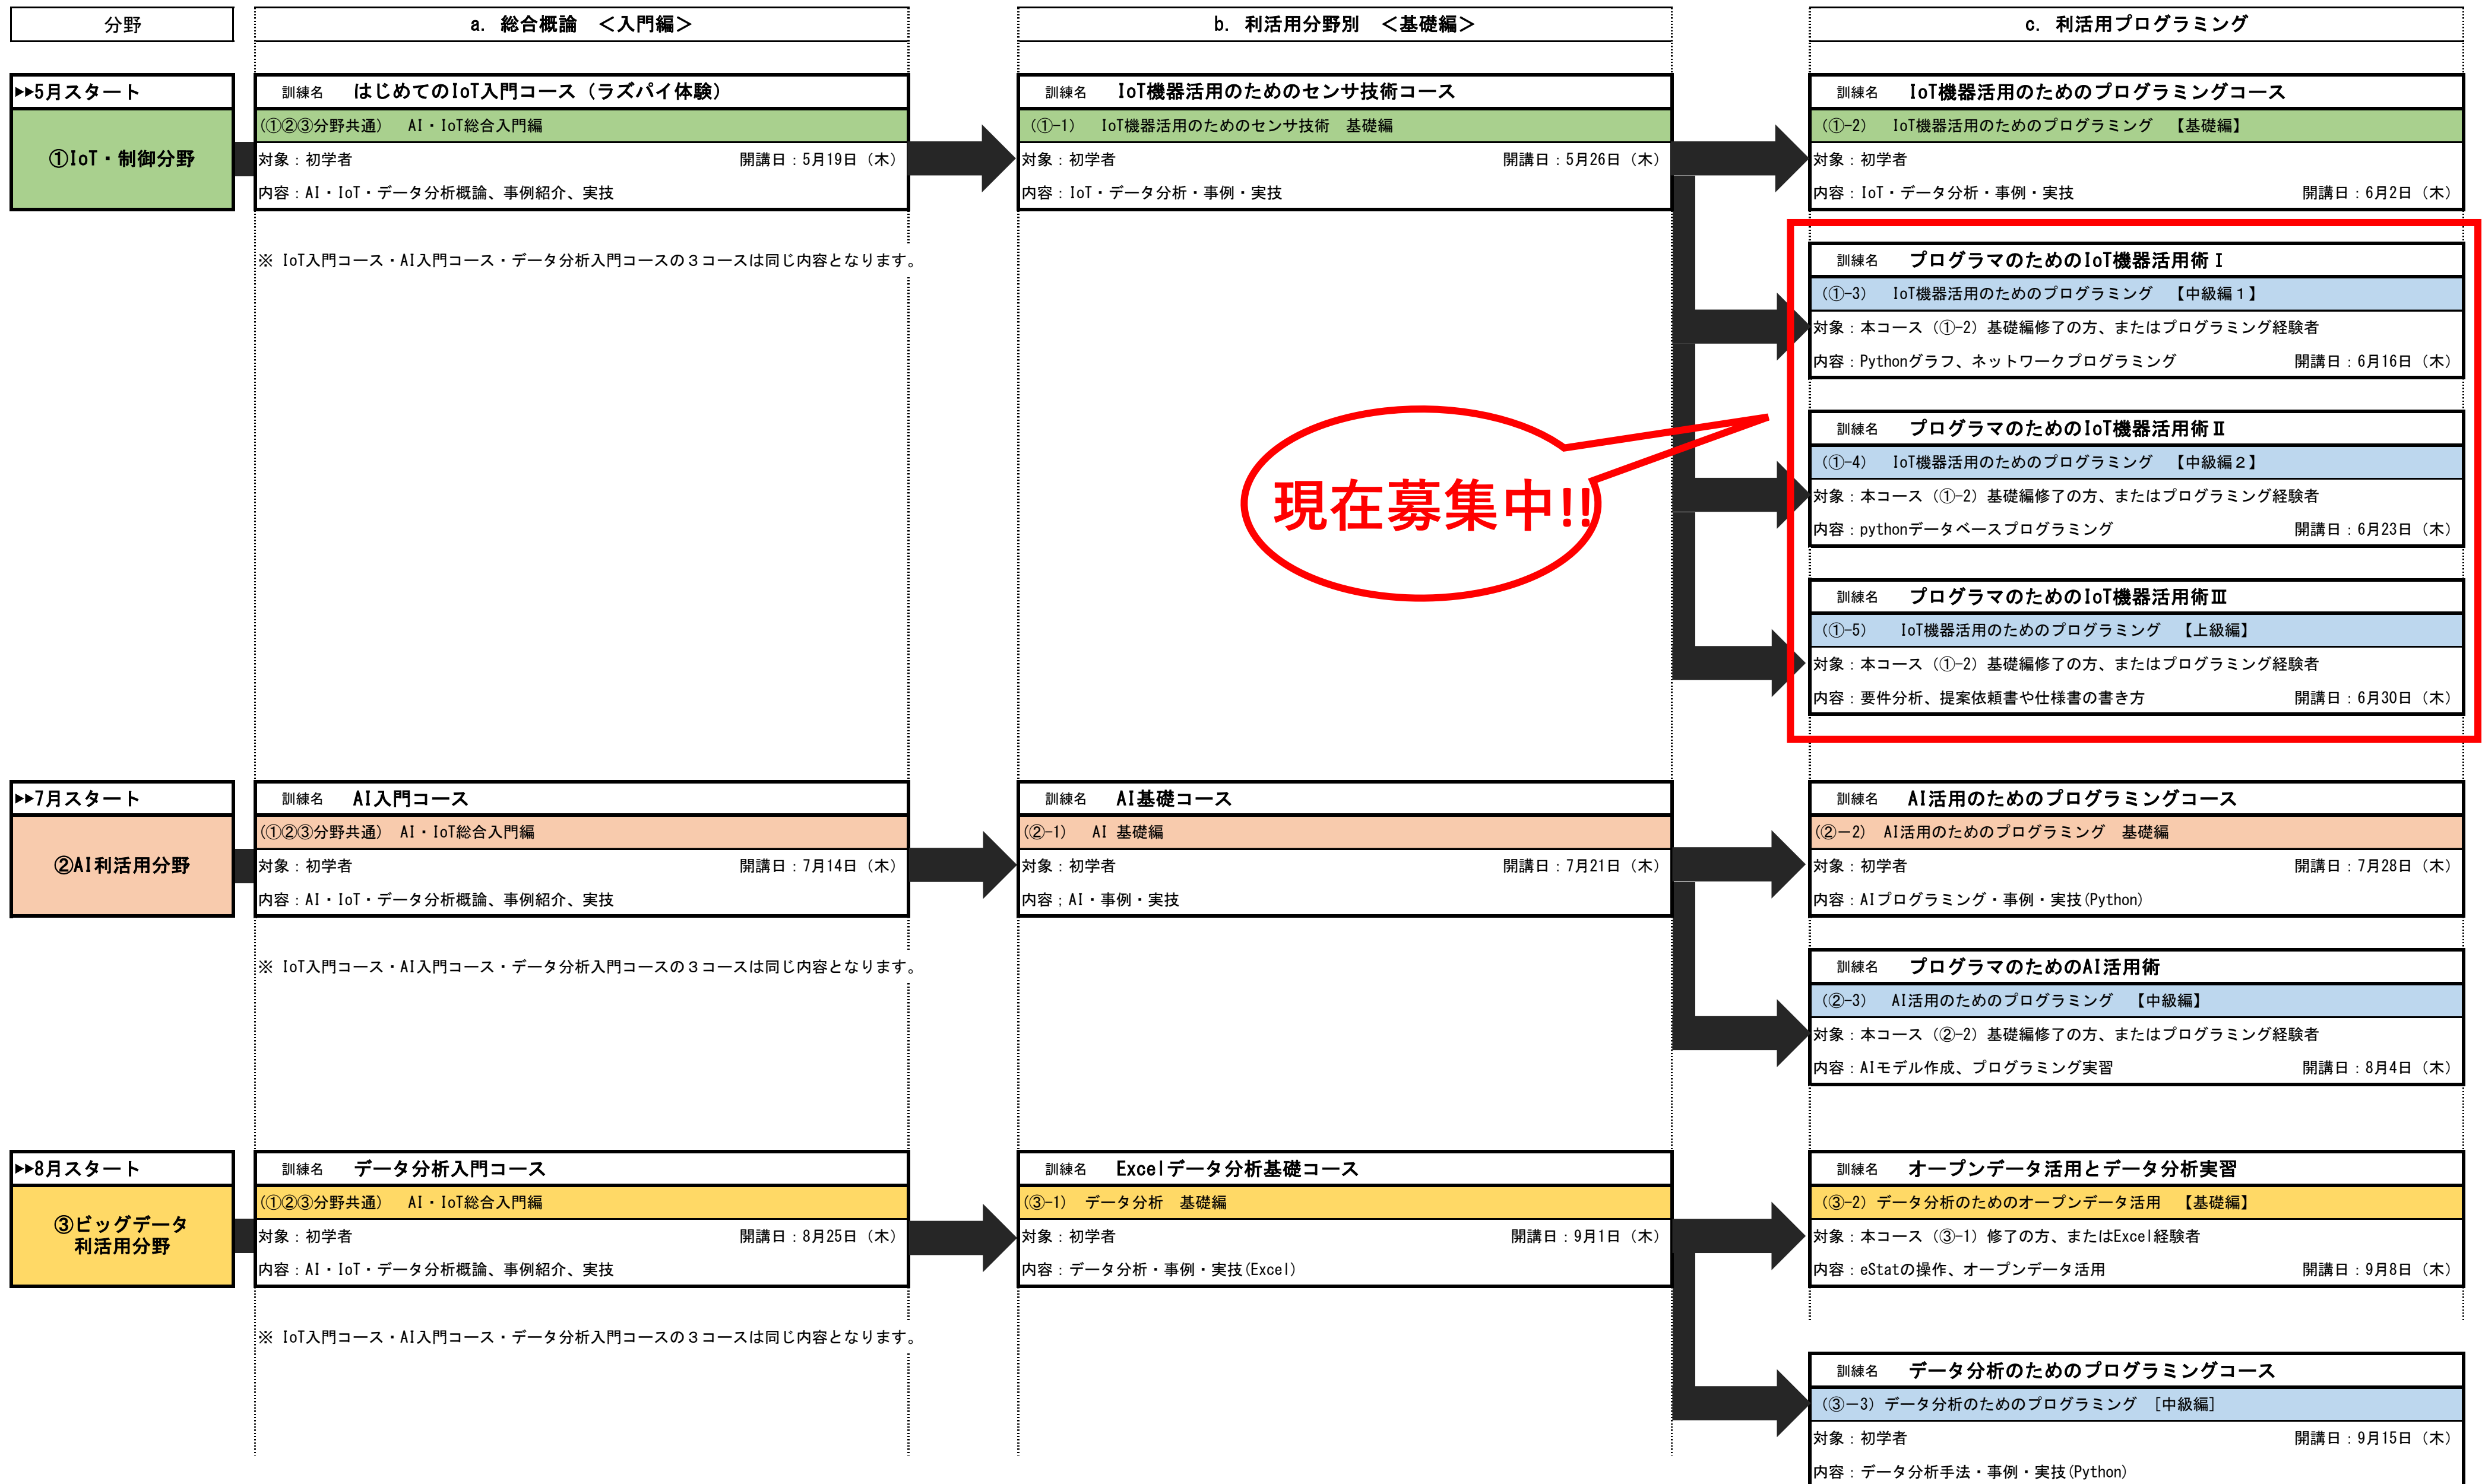 分野
a. 総合概論　＜入門編＞
b. 利活用分野別　＜基礎編＞
c. 利活用プログラミング
▶▶5月スタート
①IoT・制御分野
訓練名　はじめてのIoT入門コース（ラズパイ体験）
(①②③分野共通)　AI・IoT総合入門編
対象：初学者　開講日：5月19日（木）
内容：AI・IoT・データ分析概論、事例紹介、実技
※ IoT入門コース・AI入門コース・データ分析入門コースの３コースは同じ内容となります。
訓練名　IoT機器活用のためのセンサ技術コース
(①-1)　IoT機器活用のためのセンサ技術　基礎編
対象：初学者　開講日：5月26日（木）
内容：IoT・データ分析・事例・実技
訓練名　IoT機器活用のためのプログラミングコース
(①-2)　IoT機器活用のためのプログラミング　【基礎編】
対象：初学者
内容：IoT・データ分析・事例・実技　開講日：6月2日（木）
訓練名　プログラマのためのIoT機器活用術Ⅰ
(①-3)　IoT機器活用のためのプログラミング　【中級編１】
対象：本コース（①-2）基礎編修了の方、またはプログラミング経験者
内容：Pythonグラフ、ネットワークプログラミング　開講日：6月16日（木）
現在募集中!!
訓練名　プログラマのためのIoT機器活用術Ⅱ
(①-4)　IoT機器活用のためのプログラミング　【中級編２】
対象：本コース（①-2）基礎編修了の方、またはプログラミング経験者
内容：pythonデータベースプログラミング　開講日：6月23日（木）
訓練名　プログラマのためのIoT機器活用術Ⅲ
(①-5)　IoT機器活用のためのプログラミング　【上級編】
対象：本コース（①-2）基礎編修了の方、またはプログラミング経験者
内容：要件分析、提案依頼書や仕様書の書き方　開講日：6月30日（木）
▶▶7月スタート
②AI利活用分野
訓練名　AI入門コース
(①②③分野共通)　AI・IoT総合入門編
対象：初学者　開講日：7月14日（木）
内容：AI・IoT・データ分析概論、事例紹介、実技
※ IoT入門コース・AI入門コース・データ分析入門コースの３コースは同じ内容となります。
訓練名　AI基礎コース
(②-1)　AI 基礎編
対象：初学者　開講日：7月21日（木）
内容；AI・事例・実技
訓練名　AI活用のためのプログラミングコース
(②－2)　AI活用のためのプログラミング　基礎編
対象：初学者　開講日：7月28日（木）
内容：AIプログラミング・事例・実技(Python)
訓練名　プログラマのためのAI活用術
(②-3)　AI活用のためのプログラミング　【中級編】
対象：本コース（②-2）基礎編修了の方、またはプログラミング経験者
内容：AIモデル作成、プログラミング実習　開講日：8月4日（木）
▶▶8月スタート
③ビッグデータ
利活用分野
訓練名　データ分析入門コース
(①②③分野共通)　AI・IoT総合入門編
対象：初学者　開講日：8月25日（木）
内容：AI・IoT・データ分析概論、事例紹介、実技
※ IoT入門コース・AI入門コース・データ分析入門コースの３コースは同じ内容となります。
訓練名　Excelデータ分析基礎コース
(③-1)　データ分析　基礎編
対象：初学者　開講日：9月1日（木）
内容：データ分析・事例・実技(Excel)
訓練名　オープンデータ活用とデータ分析実習
(③-2) データ分析のためのオープンデータ活用　【基礎編】
対象：本コース（③-1）修了の方、またはExcel経験者
内容：eStatの操作、オープンデータ活用　開講日：9月8日（木）
訓練名　データ分析のためのプログラミングコース
(③－3) データ分析のためのプログラミング　[中級編]
対象：初学者　開講日：9月15日（木）
内容：データ分析手法・事例・実技(Python)